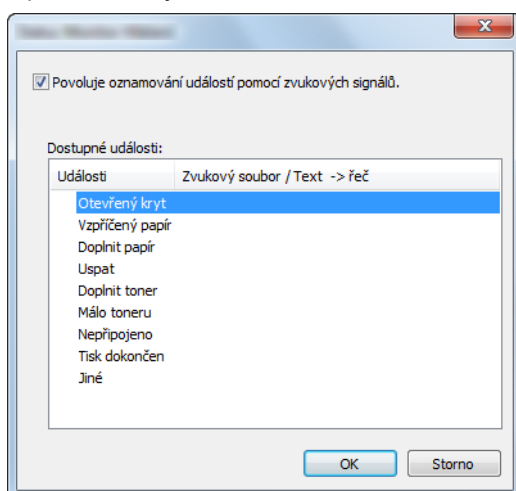 Povoluje oznamování událostí pomocí zvukových signálů.
Dostupné události:
Události Zvukový soubor / Text -> řeč
Otevřený kryt
Vzpříčený papír
Doplnit papír
Uspat
Doplnit toner
Málo toneru
Nepřipojeno
Tisk dokončen
Jiné
OK Storno